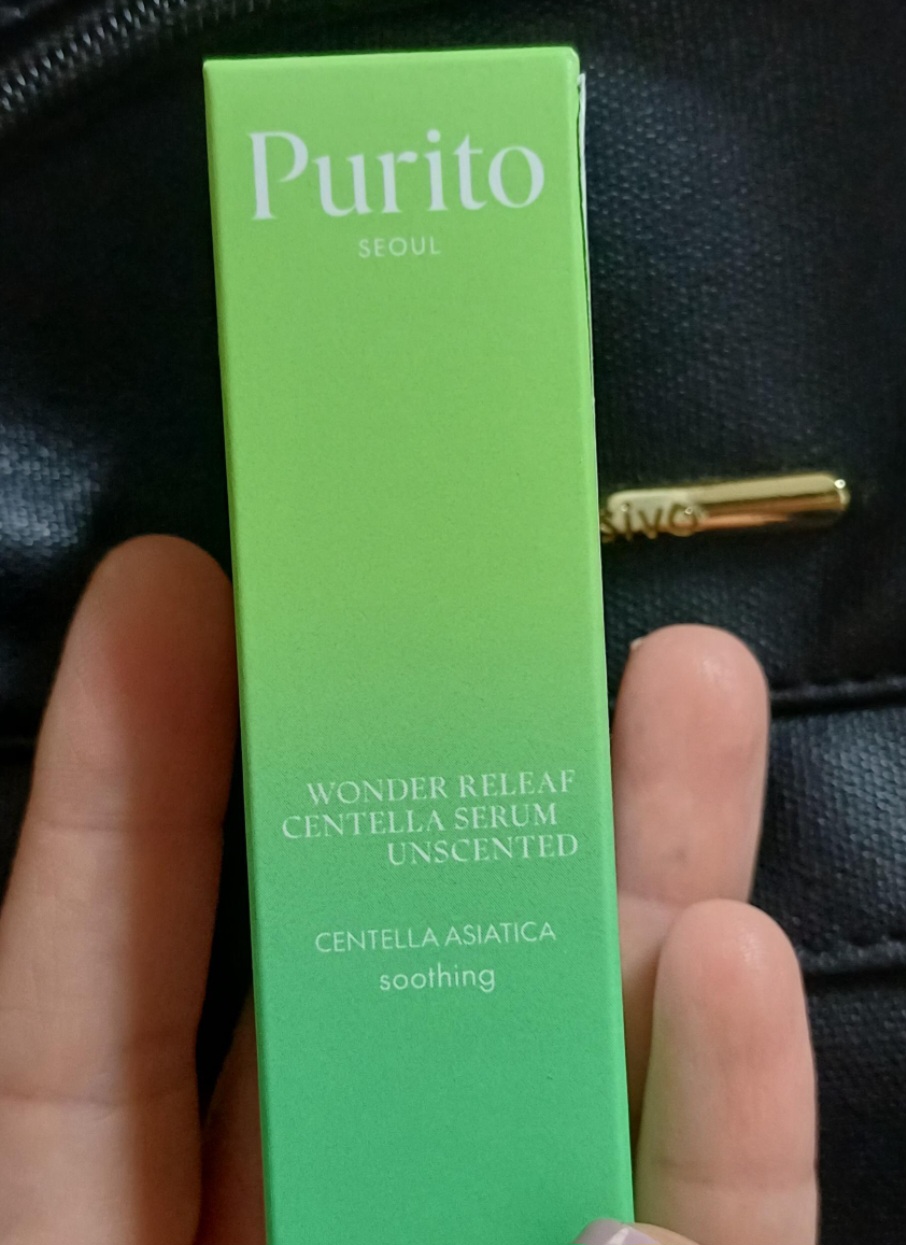 Purito
SEOUL
WONDER RELEAF
CENTELLA SERUM
UNSCENTED
CENTELLA ASIATICA
soothing